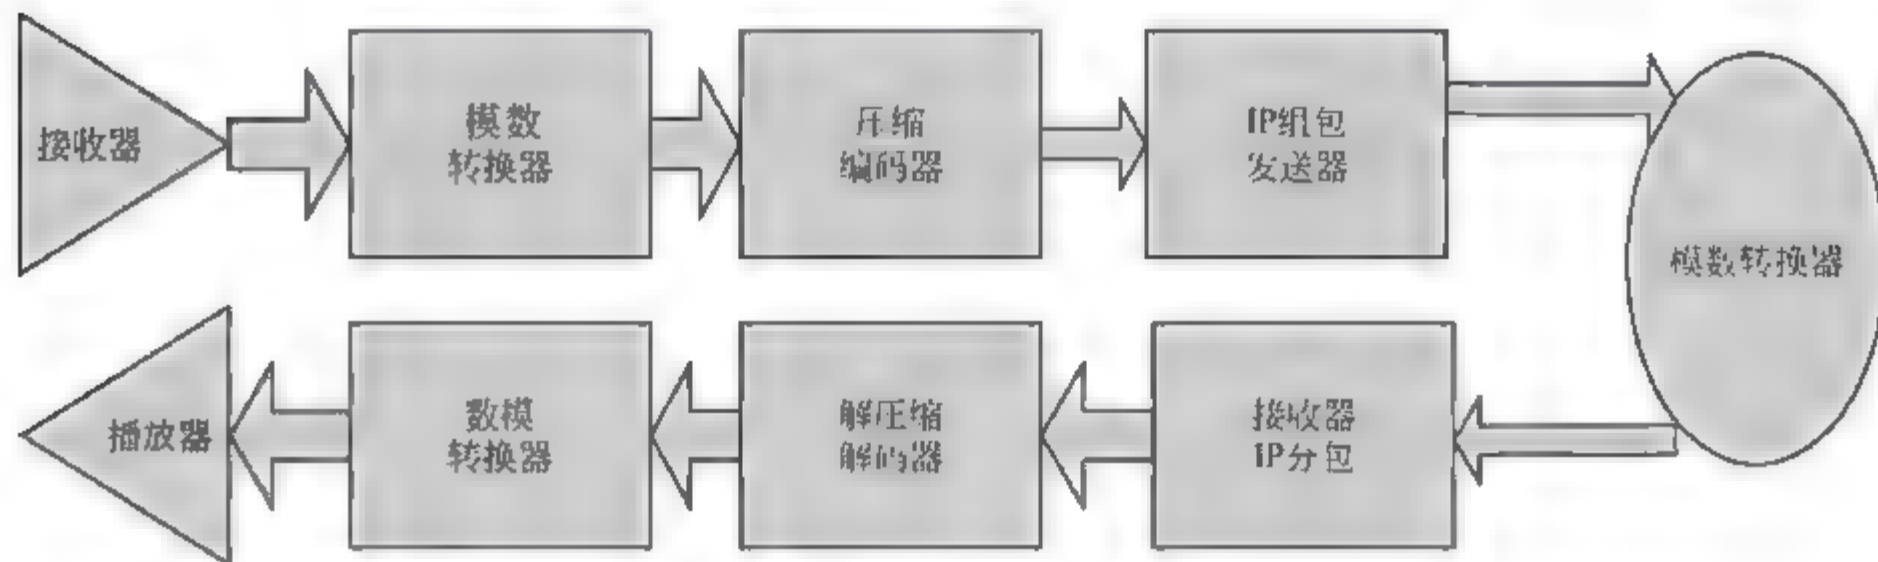 接收器
模数
转换器
压缩
编码器
IP组包
发送器
模数转换器
播放器
数模
转换器
解压缩
解码器
接收器
IP分包